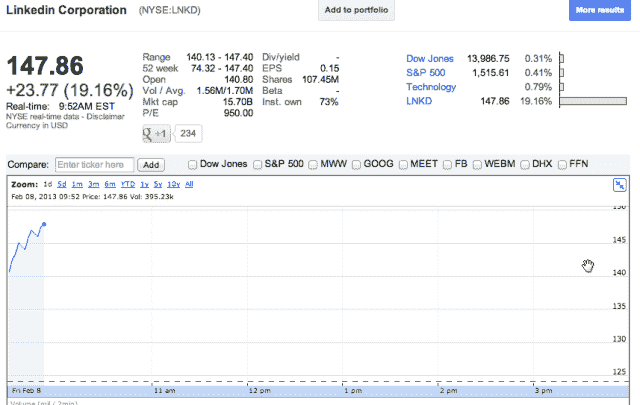 Linkedin Corporation (NYSE:LNKD) Add to portfolio More results
147.86
+23.77 (19.16%)
Real-time: 9:52AM EST
NYSE real-time data - Disclaimer
Currency in USD
Range 140.13 - 147.40
52 week 74.32 - 147.40
Open 140.80
Vol / Avg. 1.56M/1.70M
Mkt cap 15.70B
P/E 950.00
Div/yield -
EPS 0.15
Shares 107.45M
Beta -
Inst. own 73%
g +1 234
Dow Jones 13,986.75 0.31%
S&P 500 1,515.61 0.41%
Technology 0.79%
LNKD 147.86 19.16%
Compare: Enter ticker here Add Dow Jones S&P 500 MWW GOOG MEET FB WEBM DHX FFN
Zoom: 1d 5d 1m 3m 6m YTD 1y 5y 10y All
Feb 08, 2013 09:52 Price: 147.86 Vol: 395.23k
150
145
140
135
130
125
Fri Feb 8 11 am 12 pm 1 pm 2 pm 3 pm
Volume (mil / 2min)